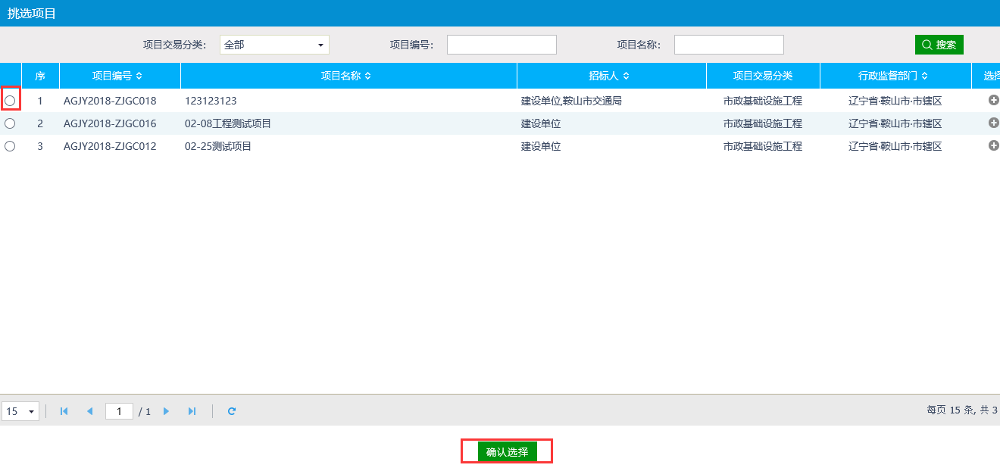 挑选项目
项目交易分类: 全部 项目编号: 项目名称: 搜索
序 项目编号 项目名称 招标人 项目交易分类 行政监督部门 选择
1 AGJY2018-ZJGC018 123123123 建设单位,鞍山市交通局 市政基础设施工程 辽宁省·鞍山市·市辖区
2 AGJY2018-ZJGC016 02-08工程测试项目 建设单位 市政基础设施工程 辽宁省·鞍山市·市辖区
3 AGJY2018-ZJGC012 02-25测试项目 建设单位 市政基础设施工程 辽宁省·鞍山市·市辖区
15 1 / 1 每页 15 条, 共 3
确认选择